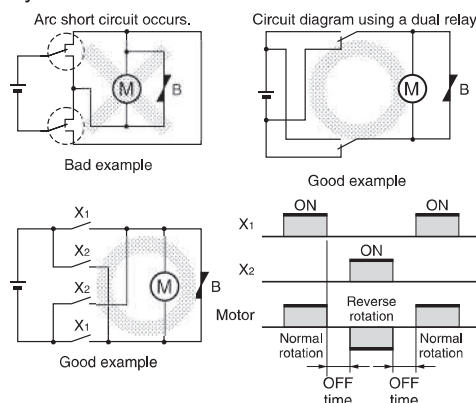 Arc short circuit occurs.
M
B
Bad example
Circuit diagram using a dual relay
M
B
Good example
X1
X2
X2
X1
M
B
Good example
ON
ON
X1
ON
X2
Reverse
rotation
Motor
Normal
rotation
Normal
rotation
OFF
time
OFF
time